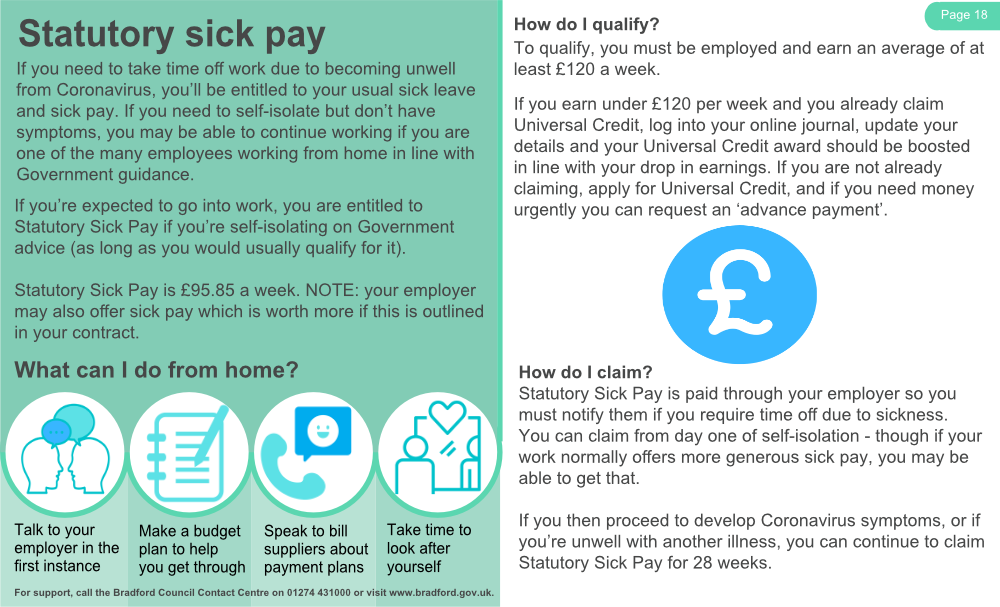 Statutory sick pay
If you need to take time off work due to becoming unwell
from Coronavirus, you’ll be entitled to your usual sick leave
and sick pay. If you need to self-isolate but don’t have
symptoms, you may be able to continue working if you are
one of the many employees working from home in line with
Government guidance.
If you’re expected to go into work, you are entitled to
Statutory Sick Pay if you’re self-isolating on Government
advice (as long as you would usually qualify for it).
Statutory Sick Pay is £95.85 a week. NOTE: your employer
may also offer sick pay which is worth more if this is outlined
in your contract.
What can I do from home?
Talk to your
employer in the
first instance
Make a budget
plan to help
you get through
Speak to bill
suppliers about
payment plans
Take time to
look after
yourself
For support, call the Bradford Council Contact Centre on 01274 431000 or visit www.bradford.gov.uk.
Page 18
How do I qualify?
To qualify, you must be employed and earn an average of at
least £120 a week.
If you earn under £120 per week and you already claim
Universal Credit, log into your online journal, update your
details and your Universal Credit award should be boosted
in line with your drop in earnings. If you are not already
claiming, apply for Universal Credit, and if you need money
urgently you can request an ‘advance payment’.
£
How do I claim?
Statutory Sick Pay is paid through your employer so you
must notify them if you require time off due to sickness.
You can claim from day one of self-isolation - though if your
work normally offers more generous sick pay, you may be
able to get that.
If you then proceed to develop Coronavirus symptoms, or if
you’re unwell with another illness, you can continue to claim
Statutory Sick Pay for 28 weeks.